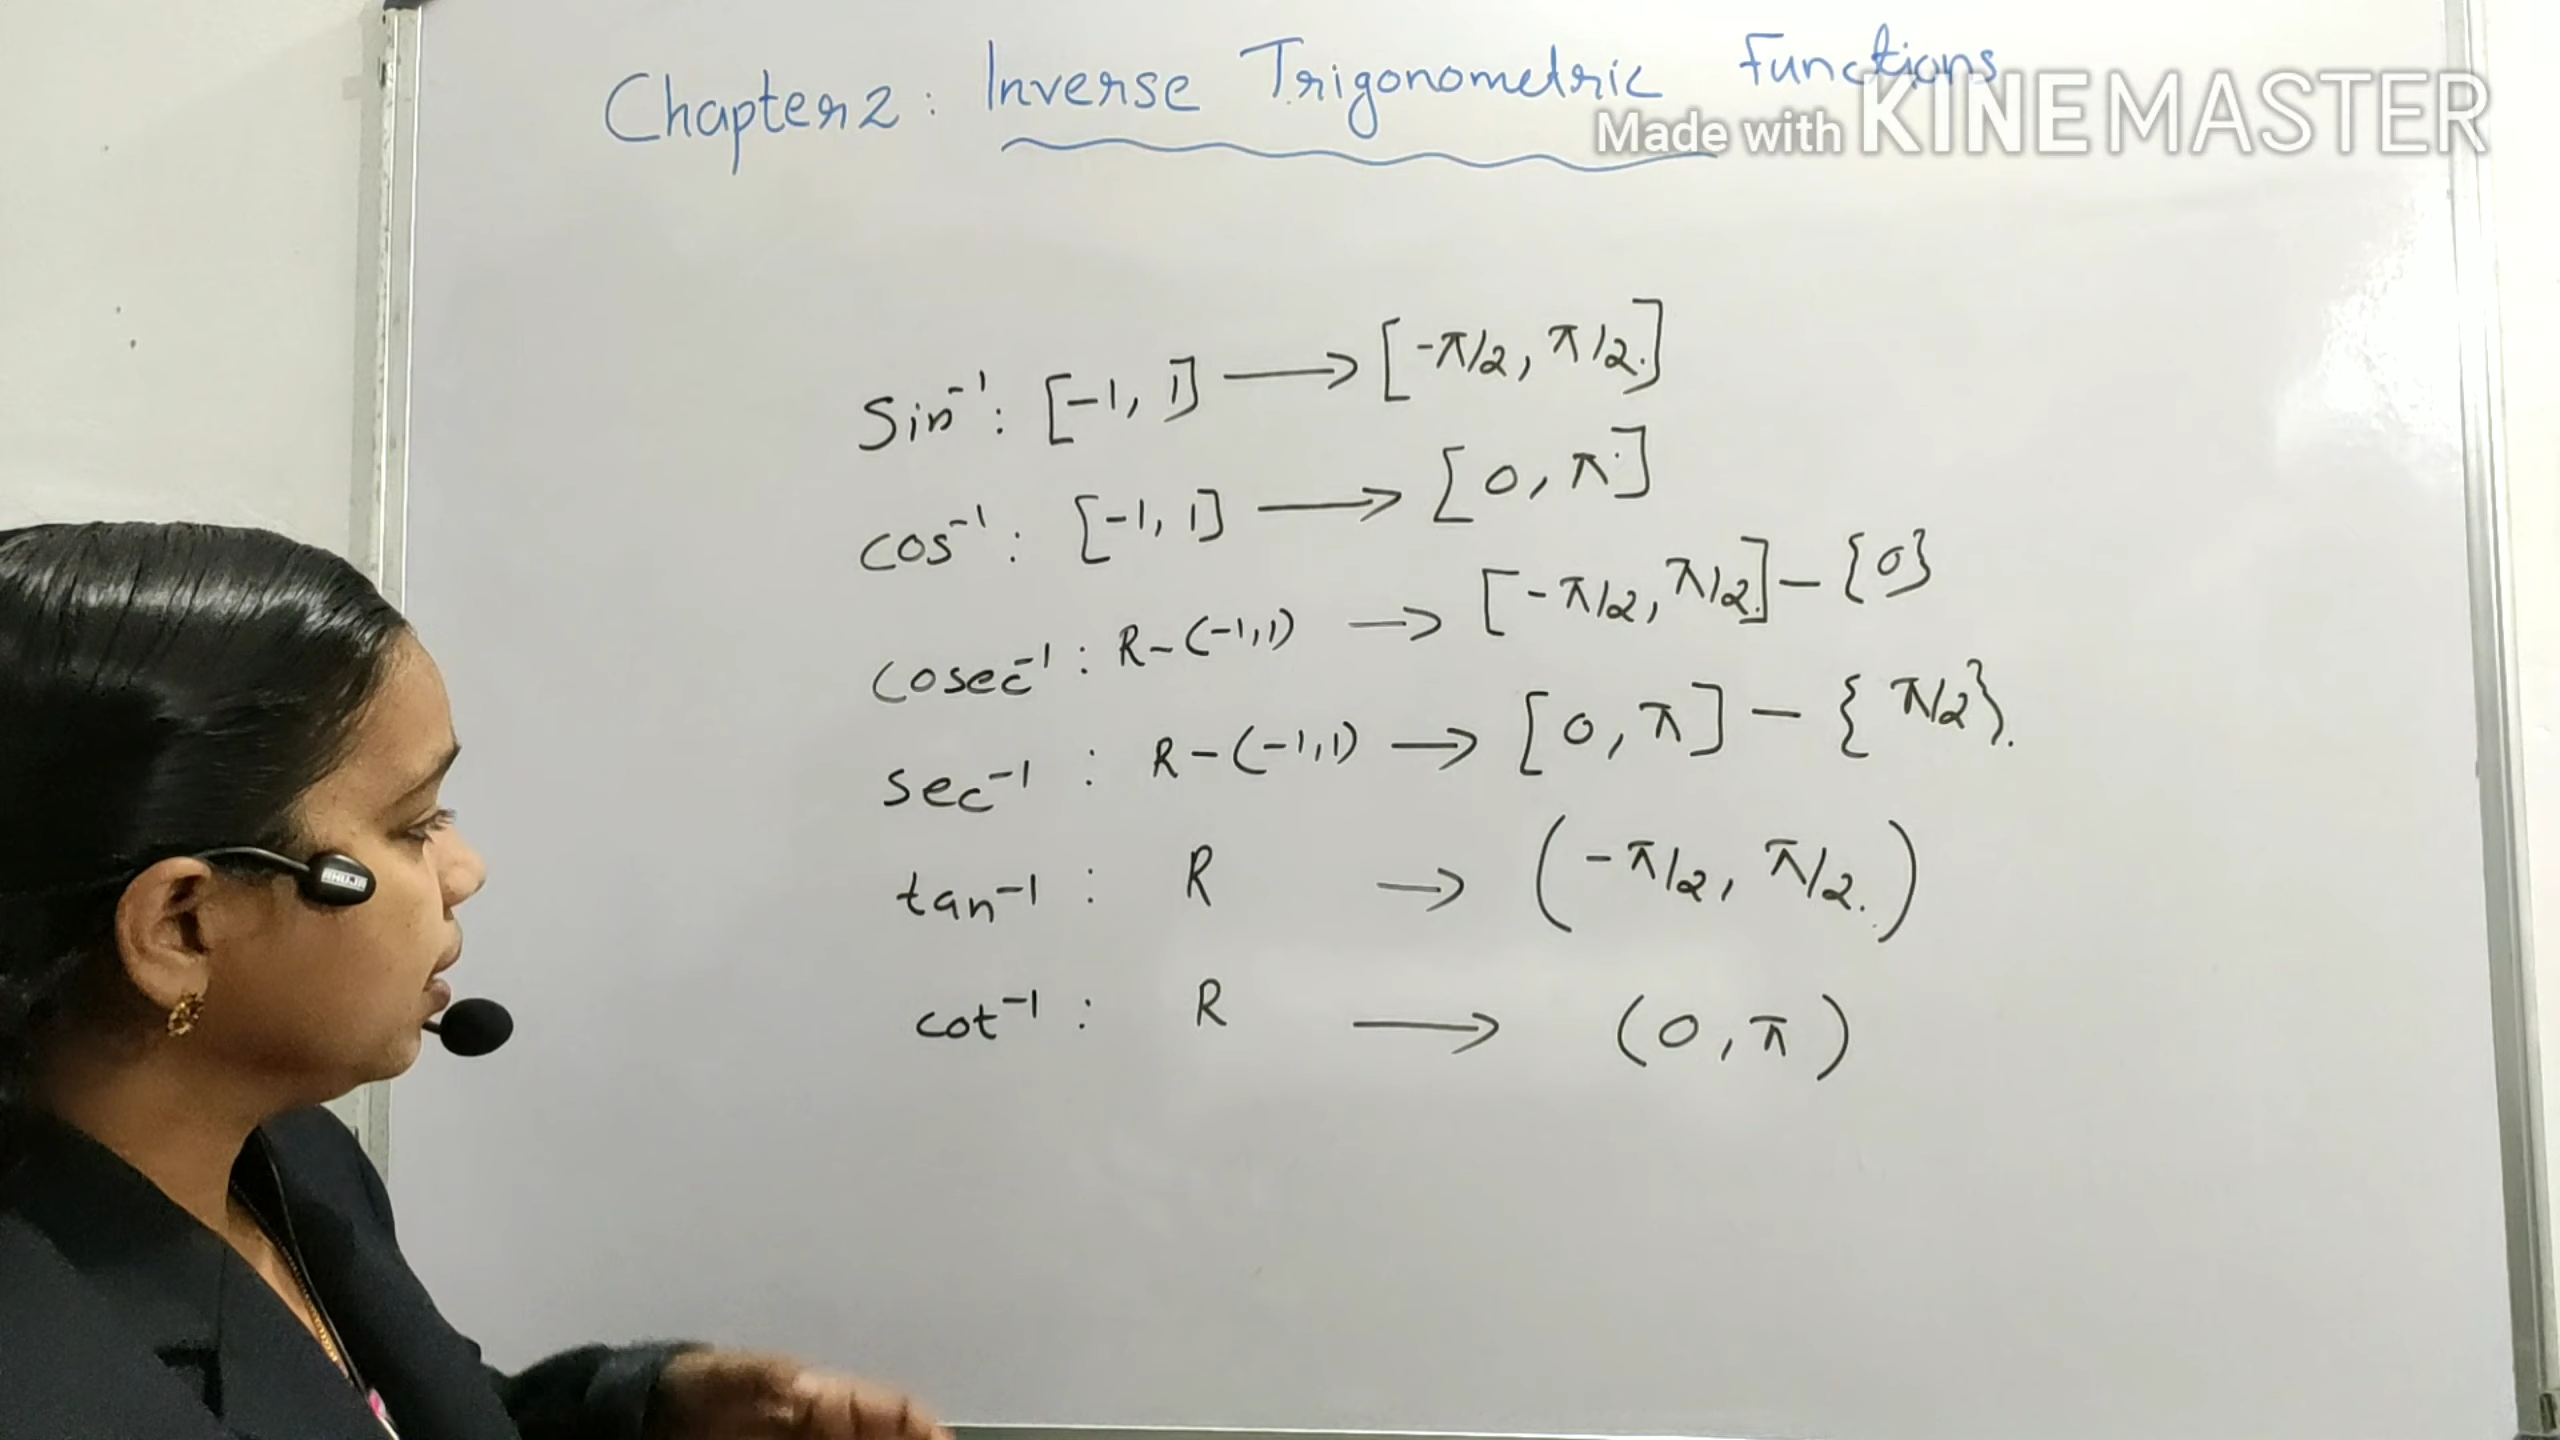 Chapter 2 : Inverse Trigonometric Functions
Made with KINEMASTER
Sin⁻¹ : [-1, 1] ⟶ [-π/2, π/2.]
cos⁻¹ : [-1, 1] ⟶ [0, π]
cosec⁻¹ : R-(-1,1) → [-π/2, π/2] - {0}
sec⁻¹ : R-(-1,1) → [0, π] - {π/2}.
tan⁻¹ : R → (-π/2, π/2.)
cot⁻¹ : R ⟶ (0, π)
AHUJA